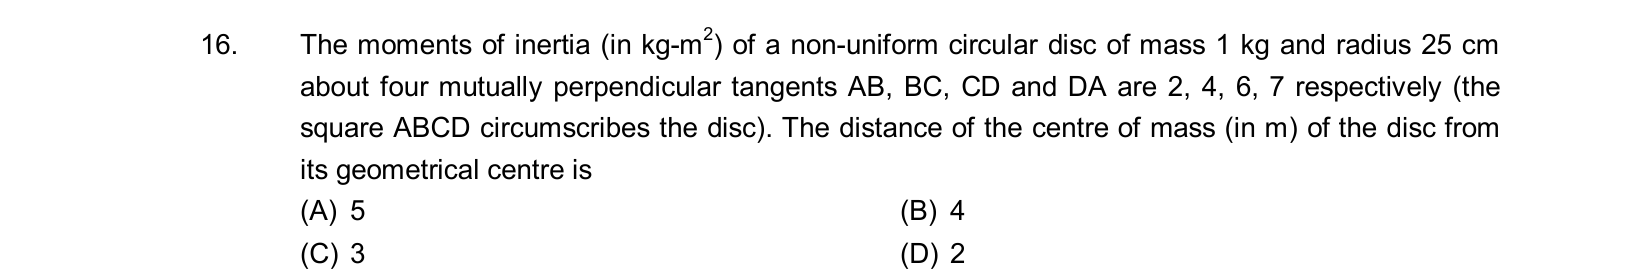 16. The moments of inertia (in kg-m²) of a non-uniform circular disc of mass 1 kg and radius 25 cm
about four mutually perpendicular tangents AB, BC, CD and DA are 2, 4, 6, 7 respectively (the
square ABCD circumscribes the disc). The distance of the centre of mass (in m) of the disc from
its geometrical centre is
(A) 5 (B) 4
(C) 3 (D) 2